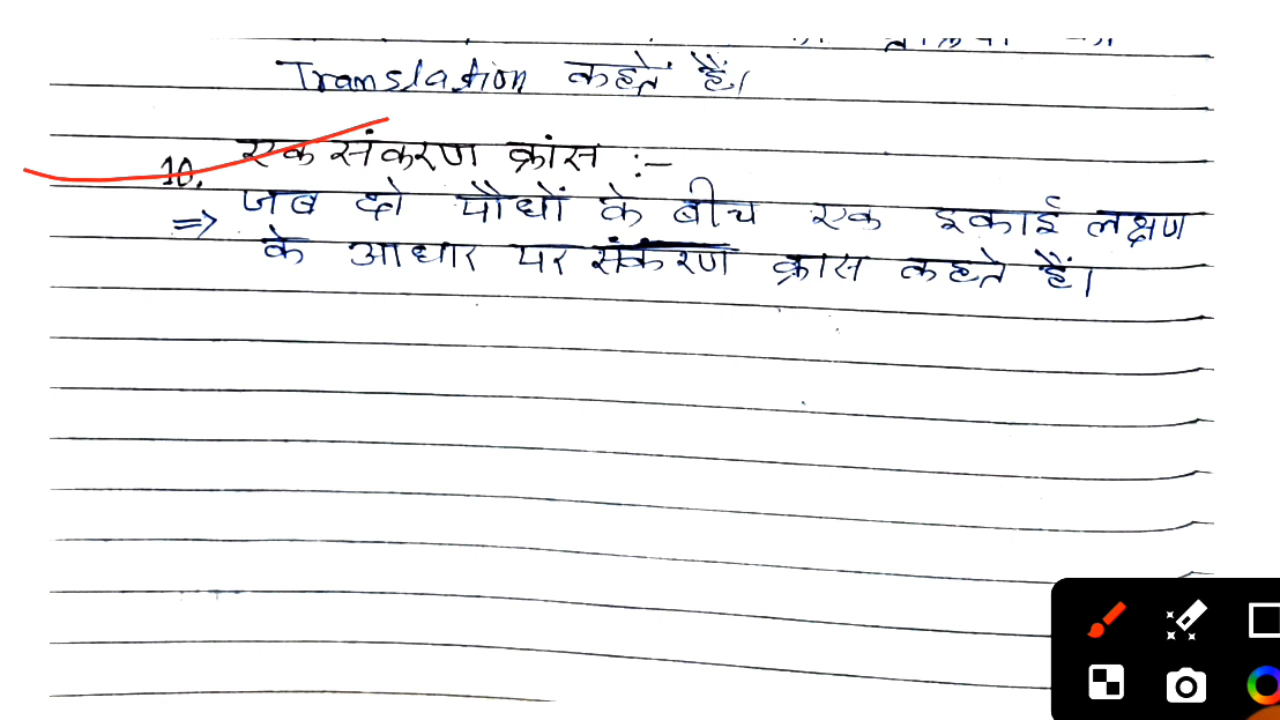 Translation कहते हैं।
10. एक संकरण क्रांस :-
⇒ जब दो पौधों के बीच एक इकाई लक्षण
के आधार पर संकरण क्रास कहते हैं।